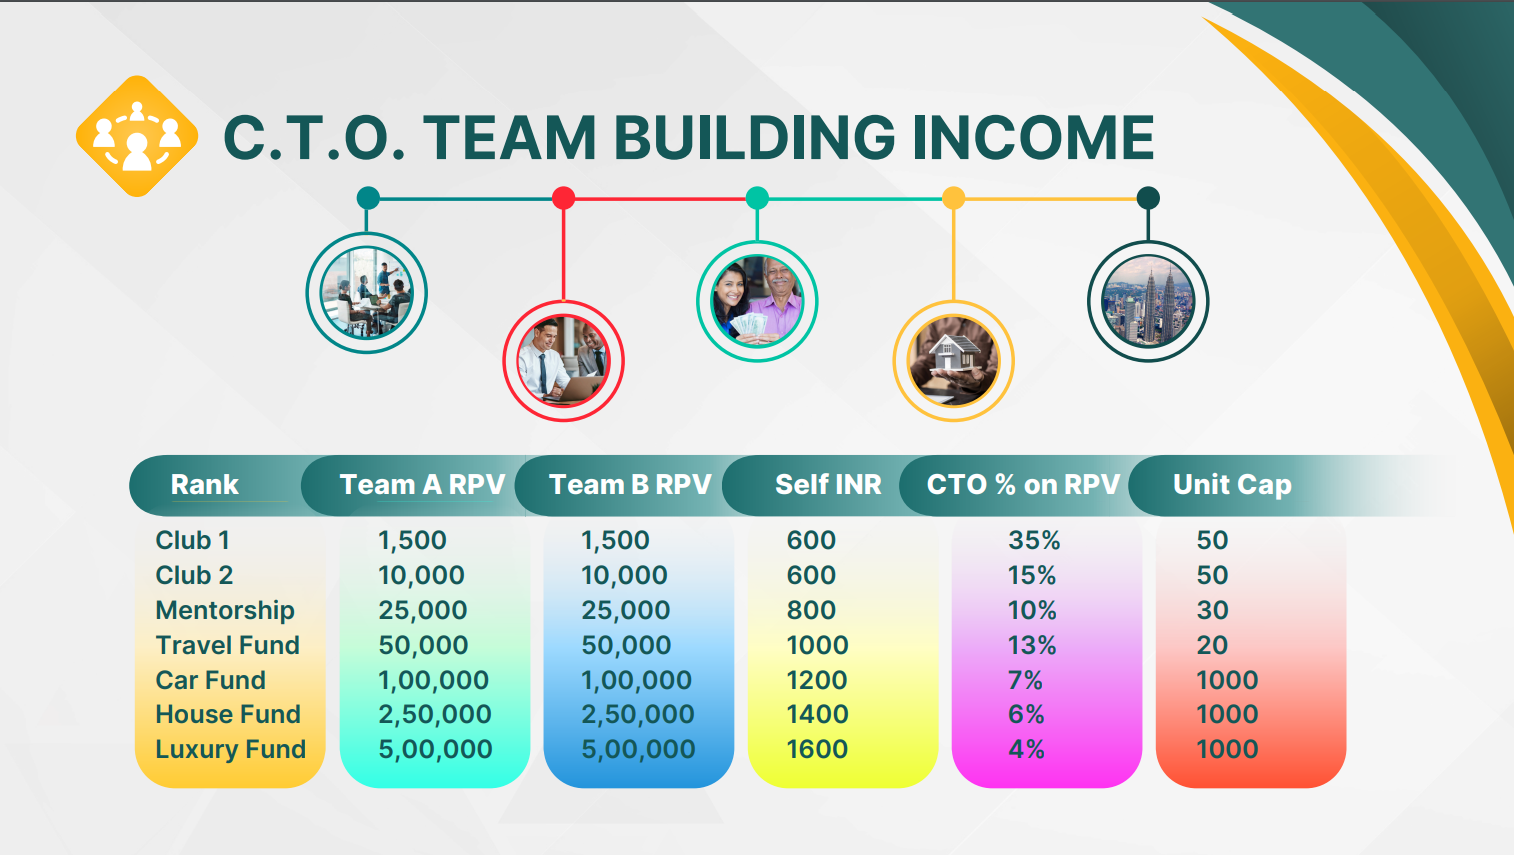 C.T.O. TEAM BUILDING INCOME
Rank Team A RPV Team B RPV Self INR CTO % on RPV Unit Cap
Club 1 1,500 1,500 600 35% 50
Club 2 10,000 10,000 600 15% 50
Mentorship 25,000 25,000 800 10% 30
Travel Fund 50,000 50,000 1000 13% 20
Car Fund 1,00,000 1,00,000 1200 7% 1000
House Fund 2,50,000 2,50,000 1400 6% 1000
Luxury Fund 5,00,000 5,00,000 1600 4% 1000